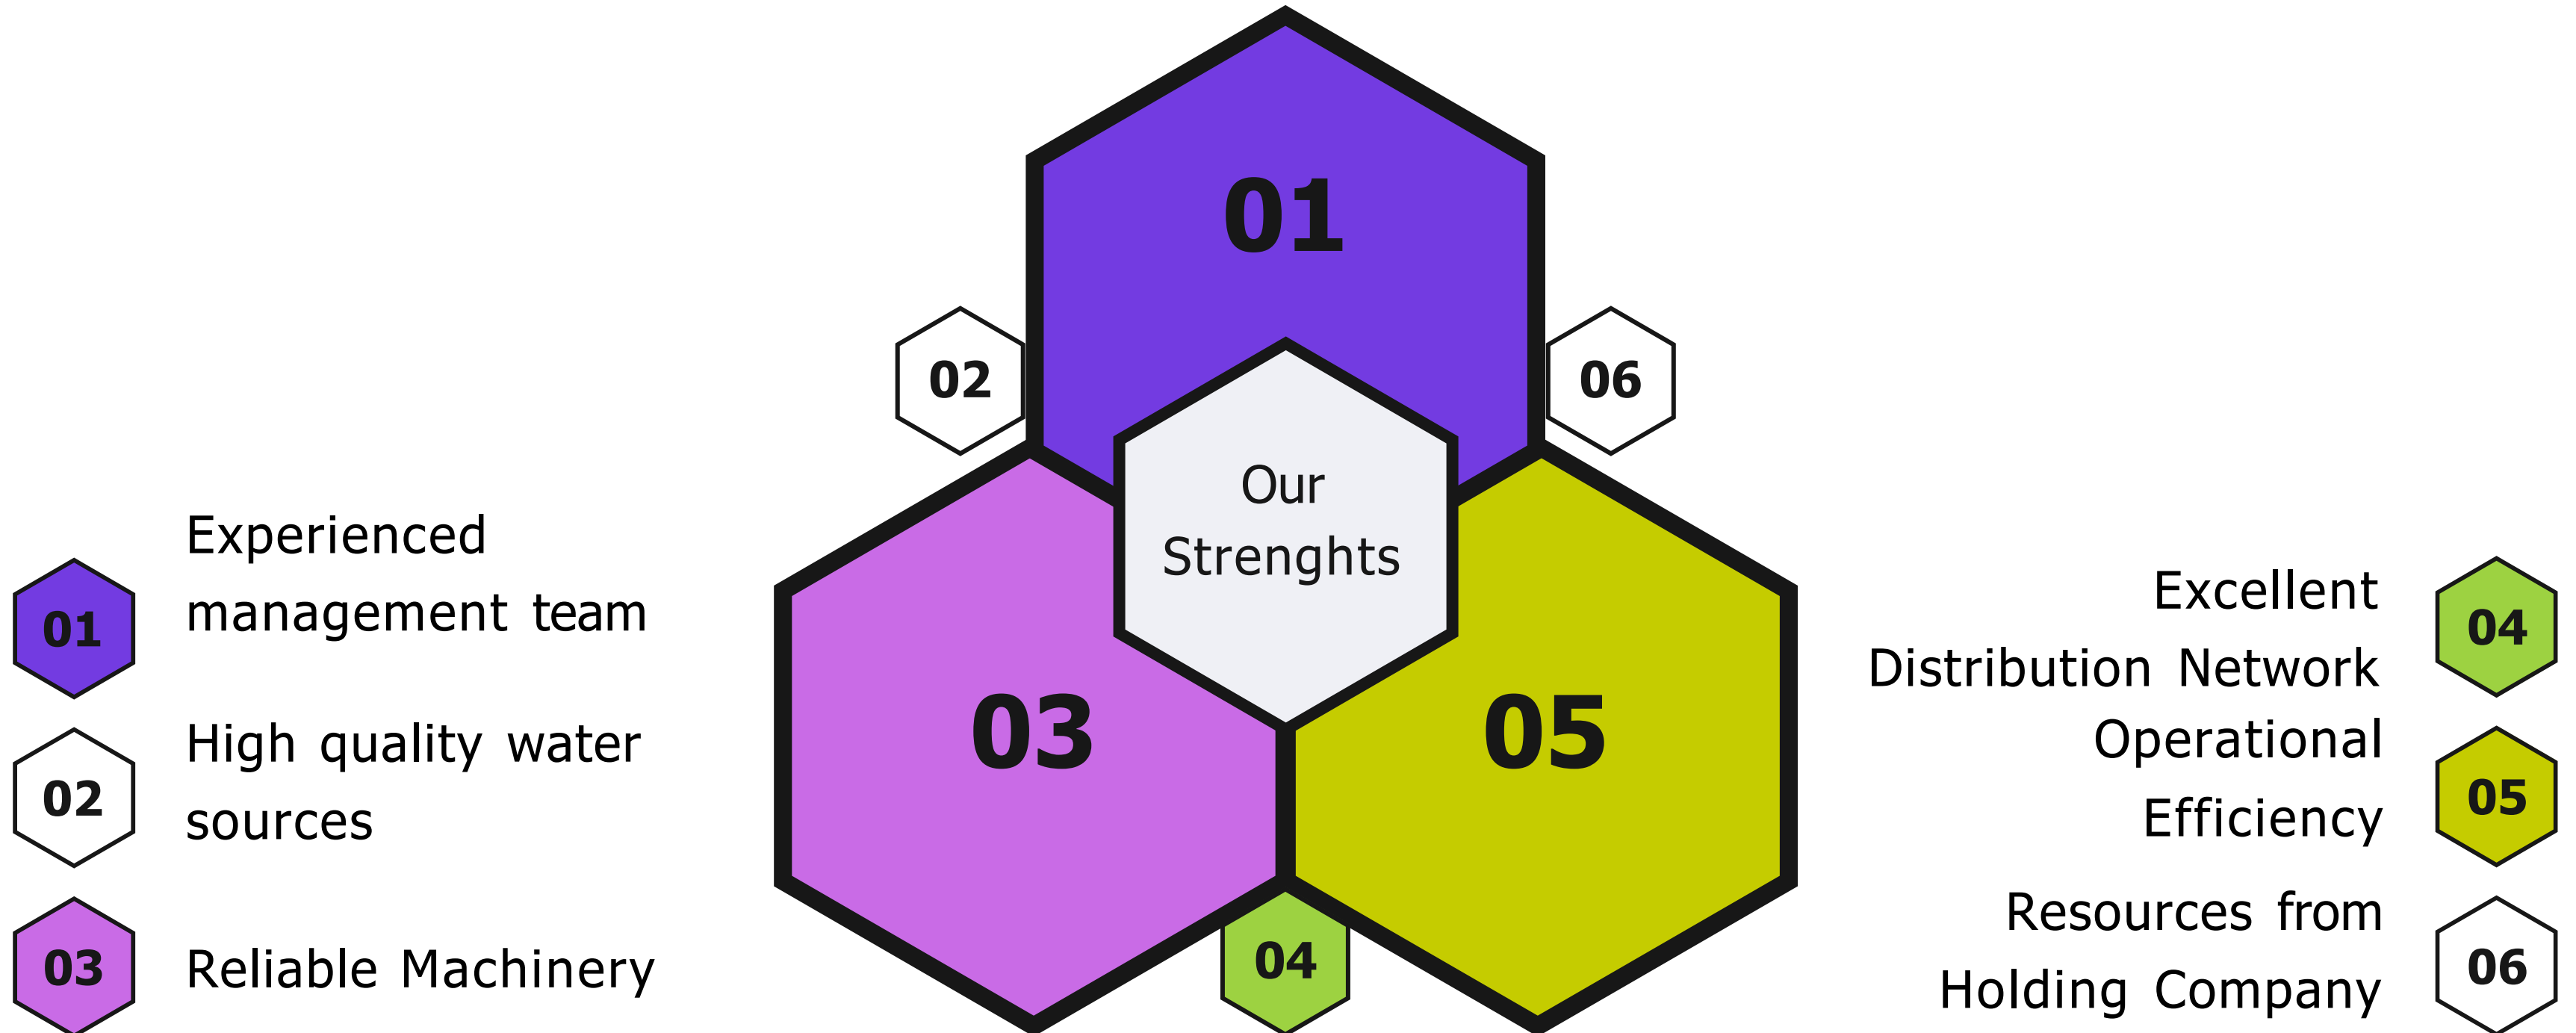 01
02
06
Our
Strenghts
03
05
04
01
Experienced
management team
02
High quality water
sources
03
Reliable Machinery
Excellent
Distribution Network
04
Operational
Efficiency
05
Resources from
Holding Company
06